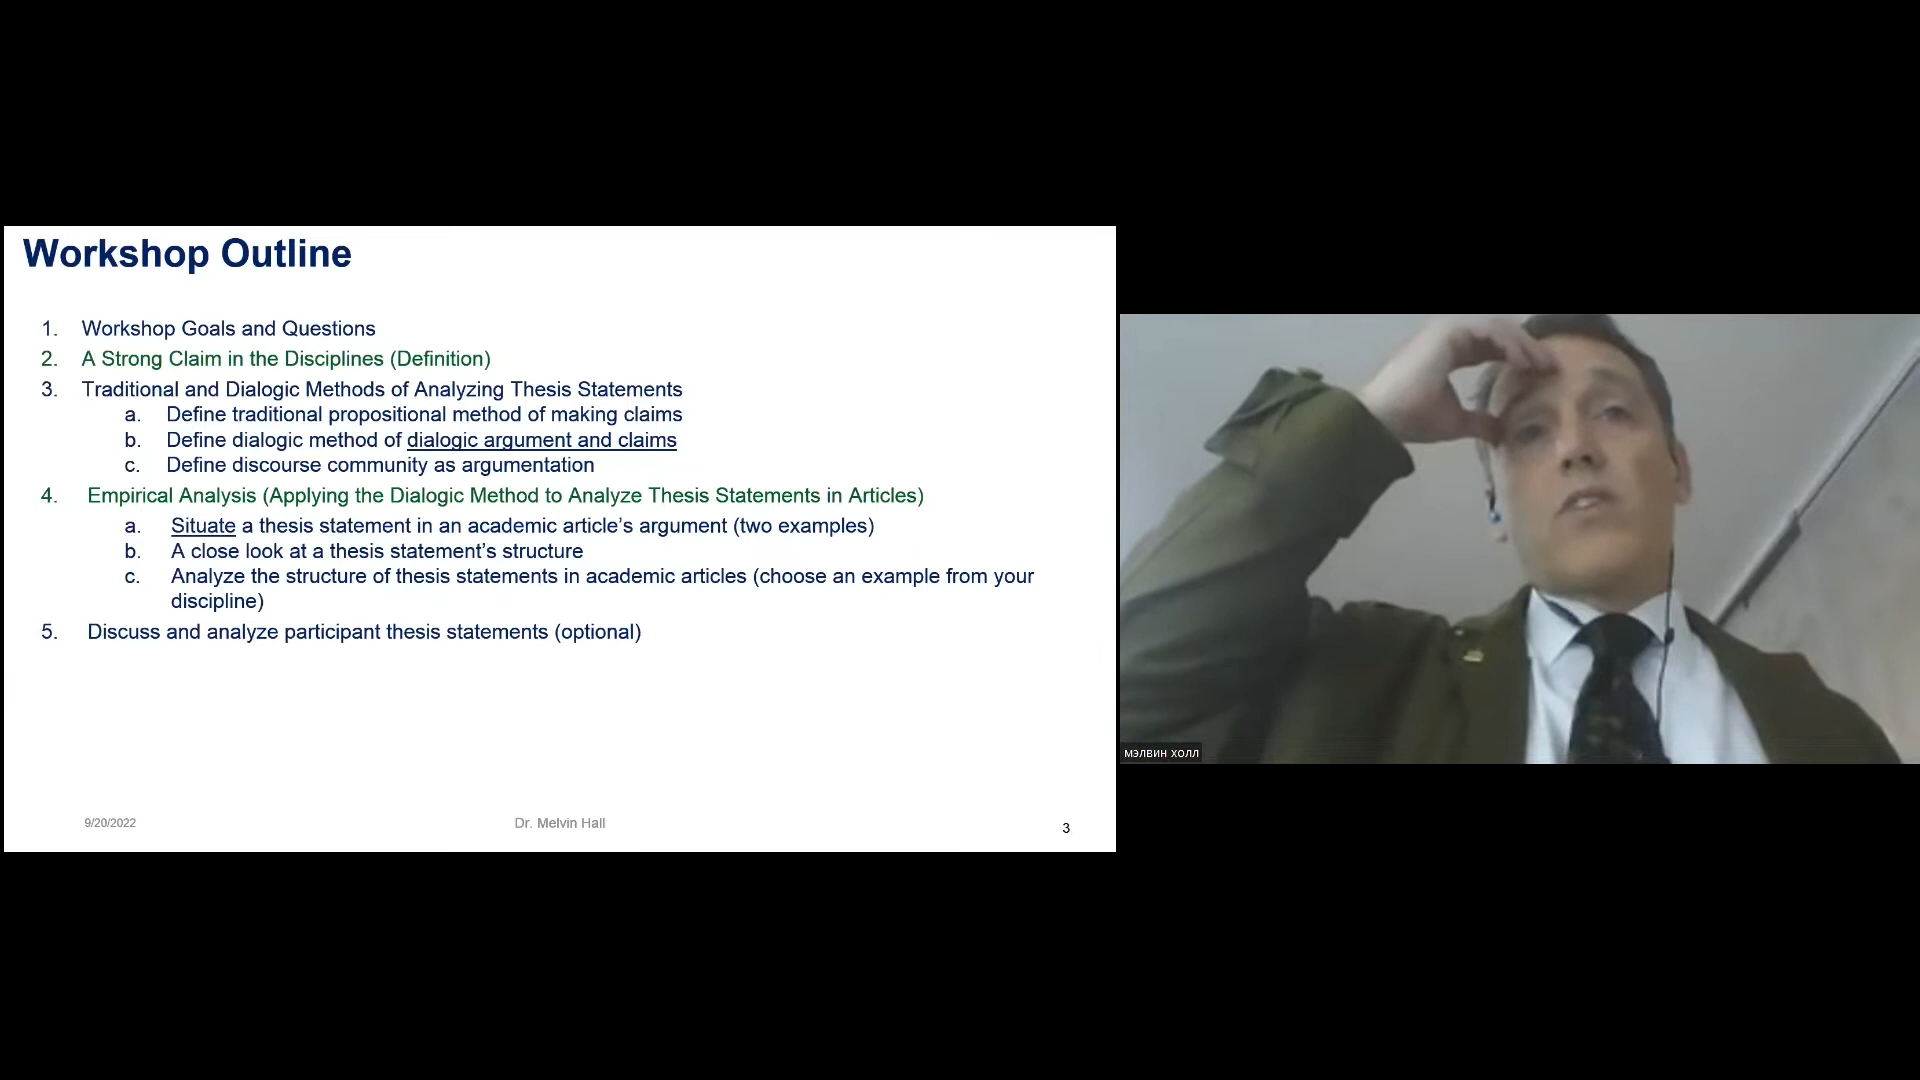 Workshop Outline
1. Workshop Goals and Questions
2. A Strong Claim in the Disciplines (Definition)
3. Traditional and Dialogic Methods of Analyzing Thesis Statements
a. Define traditional propositional method of making claims
b. Define dialogic method of dialogic argument and claims
c. Define discourse community as argumentation
4. Empirical Analysis (Applying the Dialogic Method to Analyze Thesis Statements in Articles)
a. Situate a thesis statement in an academic article’s argument (two examples)
b. A close look at a thesis statement’s structure
c. Analyze the structure of thesis statements in academic articles (choose an example from your
discipline)
5. Discuss and analyze participant thesis statements (optional)
9/20/2022
Dr. Melvin Hall
3
мэлвин холл